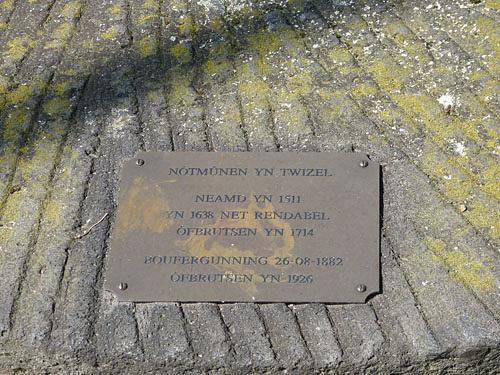 NÔTMÛNEN YN TWIZEL
NEAMD YN 1511
YN 1638 NET RENDABEL
ÔFBRUTSEN YN 1714
BOUFERGUNNING 26-08-1882
ÔFBRUTSEN YN 1926